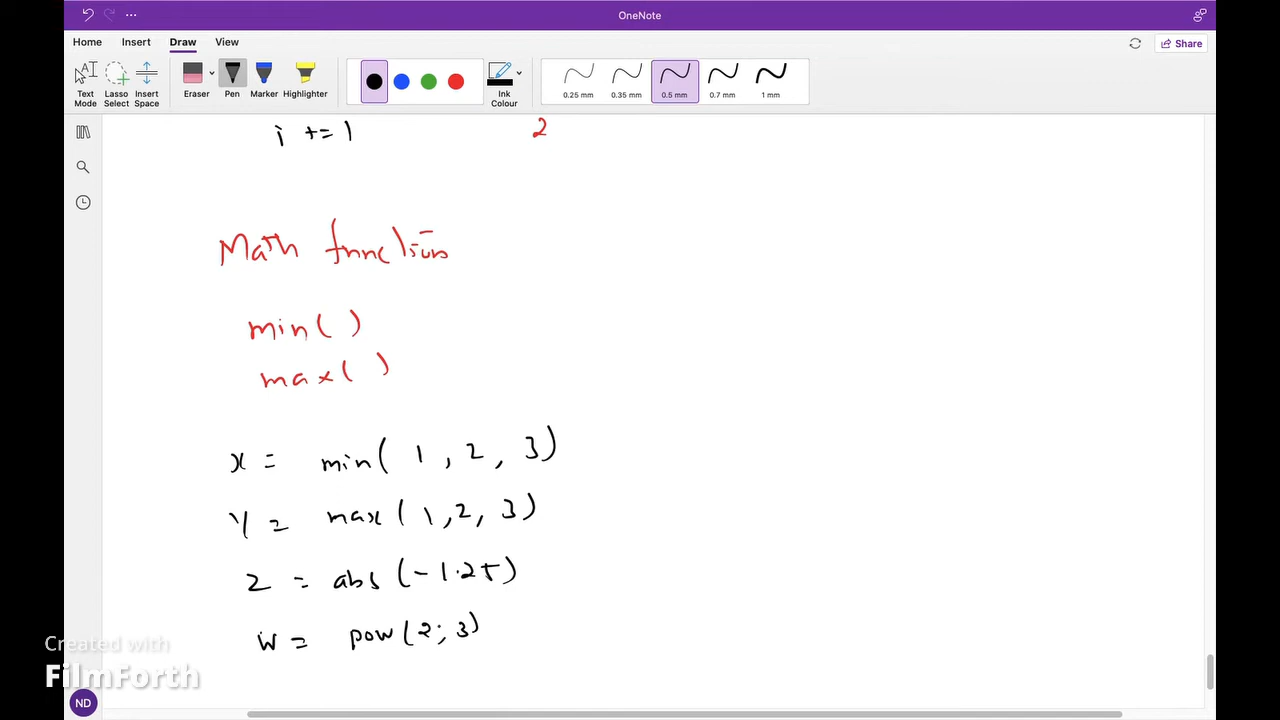 OneNote
Home Insert Draw View
Share
Text Mode
Lasso Select
Insert Space
Eraser
Pen
Marker
Highlighter
Ink Colour
0.25 mm
0.35 mm
0.5 mm
0.7 mm
1 mm
i += 1
2
Math functions
min( )
max( )
x = min( 1 , 2 , 3 )
y = max ( 1 , 2 , 3 )
z = abs ( - 1.25 )
w = pow ( 2 , 3 )
Created with
FilmForth
ND